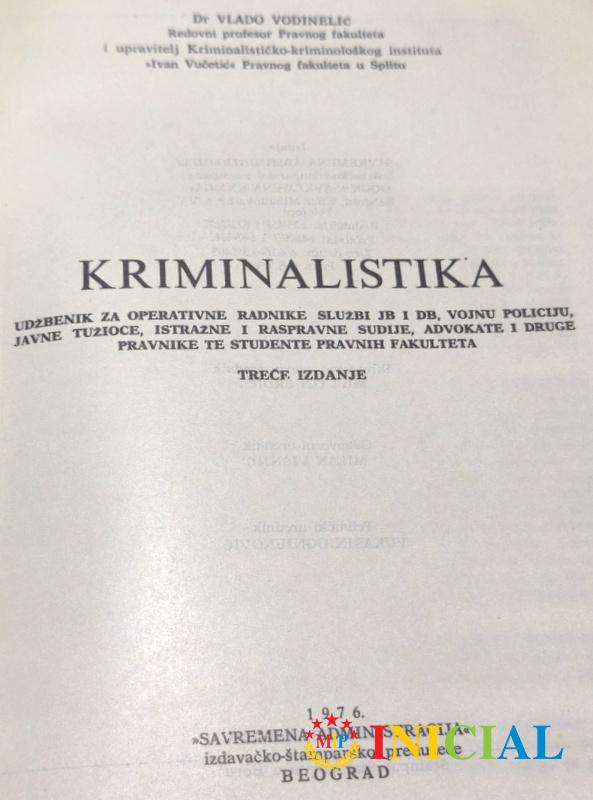 Dr VLADO VODINELIĆ
Redovni profesor Pravnog fakulteta
i upravitelj Kriminalističko-kriminološkog instituta
»Ivan Vučetić« Pravnog fakulteta u Splitu
KRIMINALISTIKA
UDŽBENIK ZA OPERATIVNE RADNIKE SLUŽBI JB I DB, VOJNU POLICIJU,
JAVNE TUŽIOCE, ISTRAŽNE I RASPRAVNE SUDIJE, ADVOKATE I DRUGE
PRAVNIKE TE STUDENTE PRAVNIH FAKULTETA
TREĆE IZDANJE
1976.
»SAVREMENA ADMINISTRACIJA«
izdavačko-štamparsko preduzeće
BEOGRAD
MP INICIAL